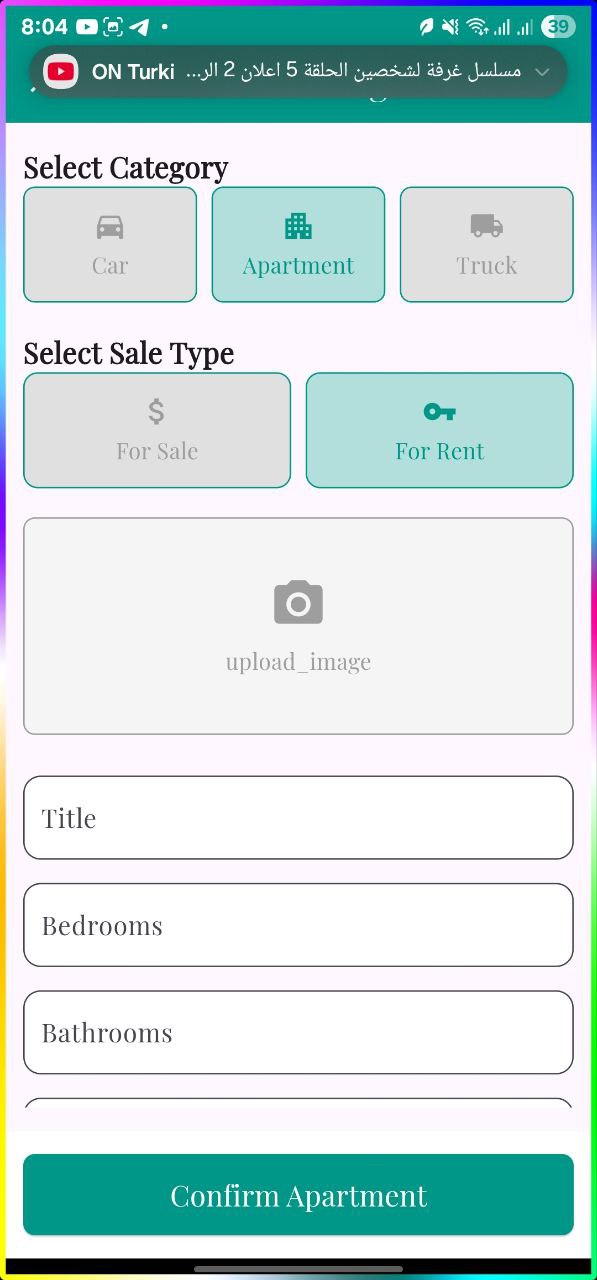 8:04
39
ON Turki
مسلسل غرفة لشخصين الحلقة 5 اعلان 2 الر...
Select Category
Car
Apartment
Truck
Select Sale Type
$
For Sale
For Rent
upload_image
Title
Bedrooms
Bathrooms
Confirm Apartment